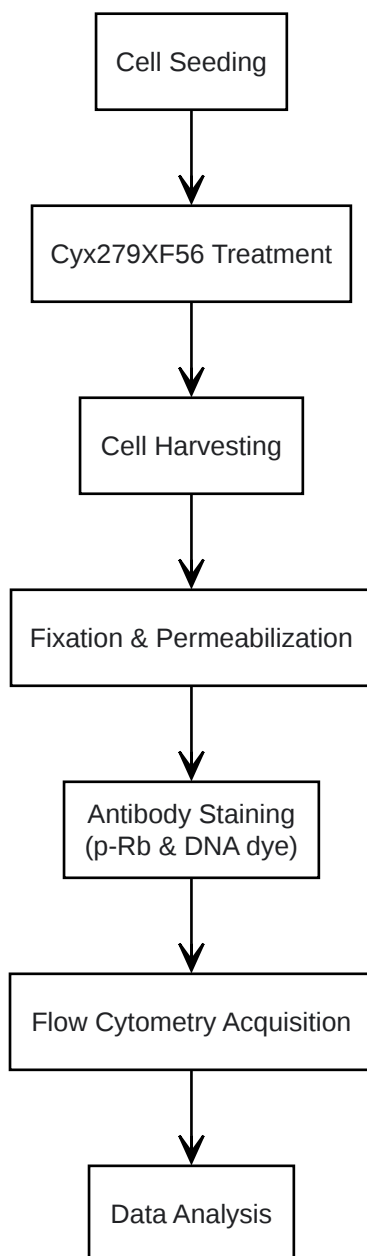 Cell Seeding
Cyx279XF56 Treatment
Cell Harvesting
Fixation & Permeabilization
Antibody Staining
(p-Rb & DNA dye)
Flow Cytometry Acquisition
Data Analysis